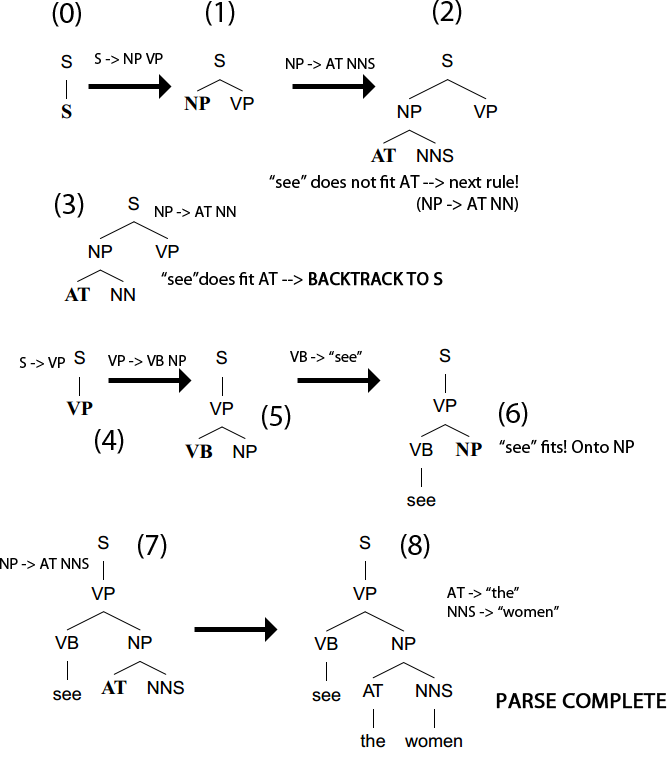 (0)
(1)
(2)
S
S
S -> NP VP
S
NP VP
NP -> AT NNS
S
NP VP
AT NNS
“see” does not fit AT --> next rule!
(NP -> AT NN)
(3)
S
NP -> AT NN
NP VP
AT NN
“see”does fit AT --> BACKTRACK TO S
S -> VP
S
VP
(4)
VP -> VB NP
S
VP
VB NP
(5)
VB -> “see”
S
VP
VB NP
see
(6)
“see” fits! Onto NP
(7)
NP -> AT NNS
S
VP
VB NP
see AT NNS
(8)
S
VP
VB NP
see AT NNS
the women
AT -> “the”
NNS -> “women”
PARSE COMPLETE